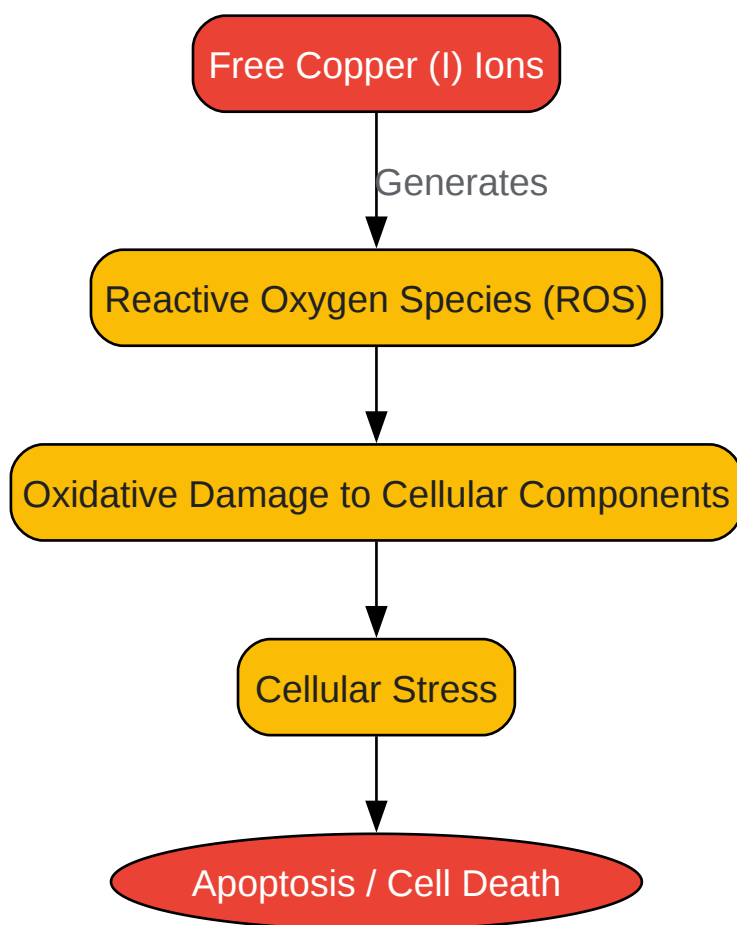 Free Copper (I) Ions
Generates
Reactive Oxygen Species (ROS)
Oxidative Damage to Cellular Components
Cellular Stress
Apoptosis / Cell Death